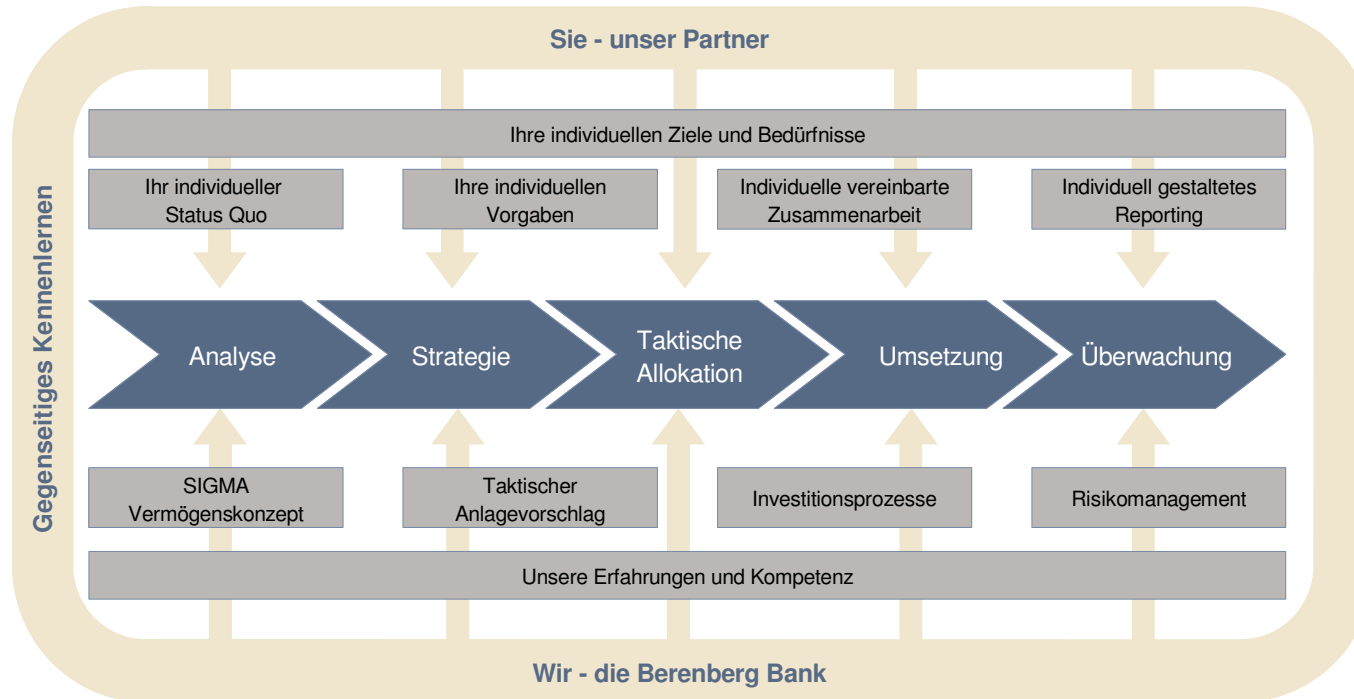 Sie - unser Partner
Gegenseitiges Kennenlernen
Ihre individuellen Ziele und Bedürfnisse
Ihr individueller
Status Quo
Ihre individuellen
Vorgaben
Individuelle vereinbarte
Zusammenarbeit
Individuell gestaltetes
Reporting
Analyse
Strategie
Taktische
Allokation
Umsetzung
Überwachung
SIGMA
Vermögenskonzept
Taktischer
Anlagevorschlag
Investitionsprozesse
Risikomanagement
Unsere Erfahrungen und Kompetenz
Wir - die Berenberg Bank